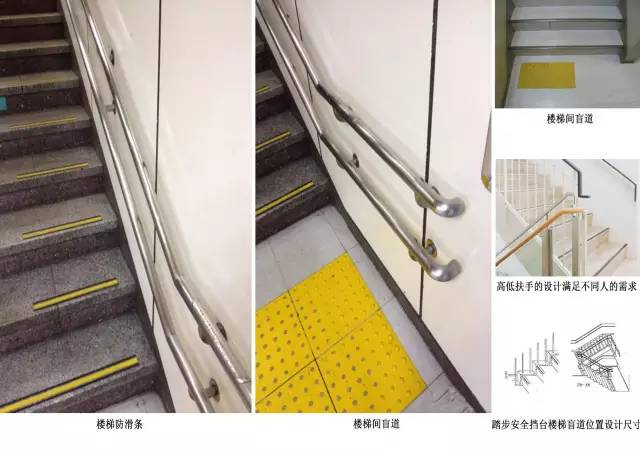 楼梯间盲道
高低扶手的设计满足不同人的需求
楼梯防滑条
楼梯间盲道
踏步安全挡台楼梯盲道位置设计尺寸